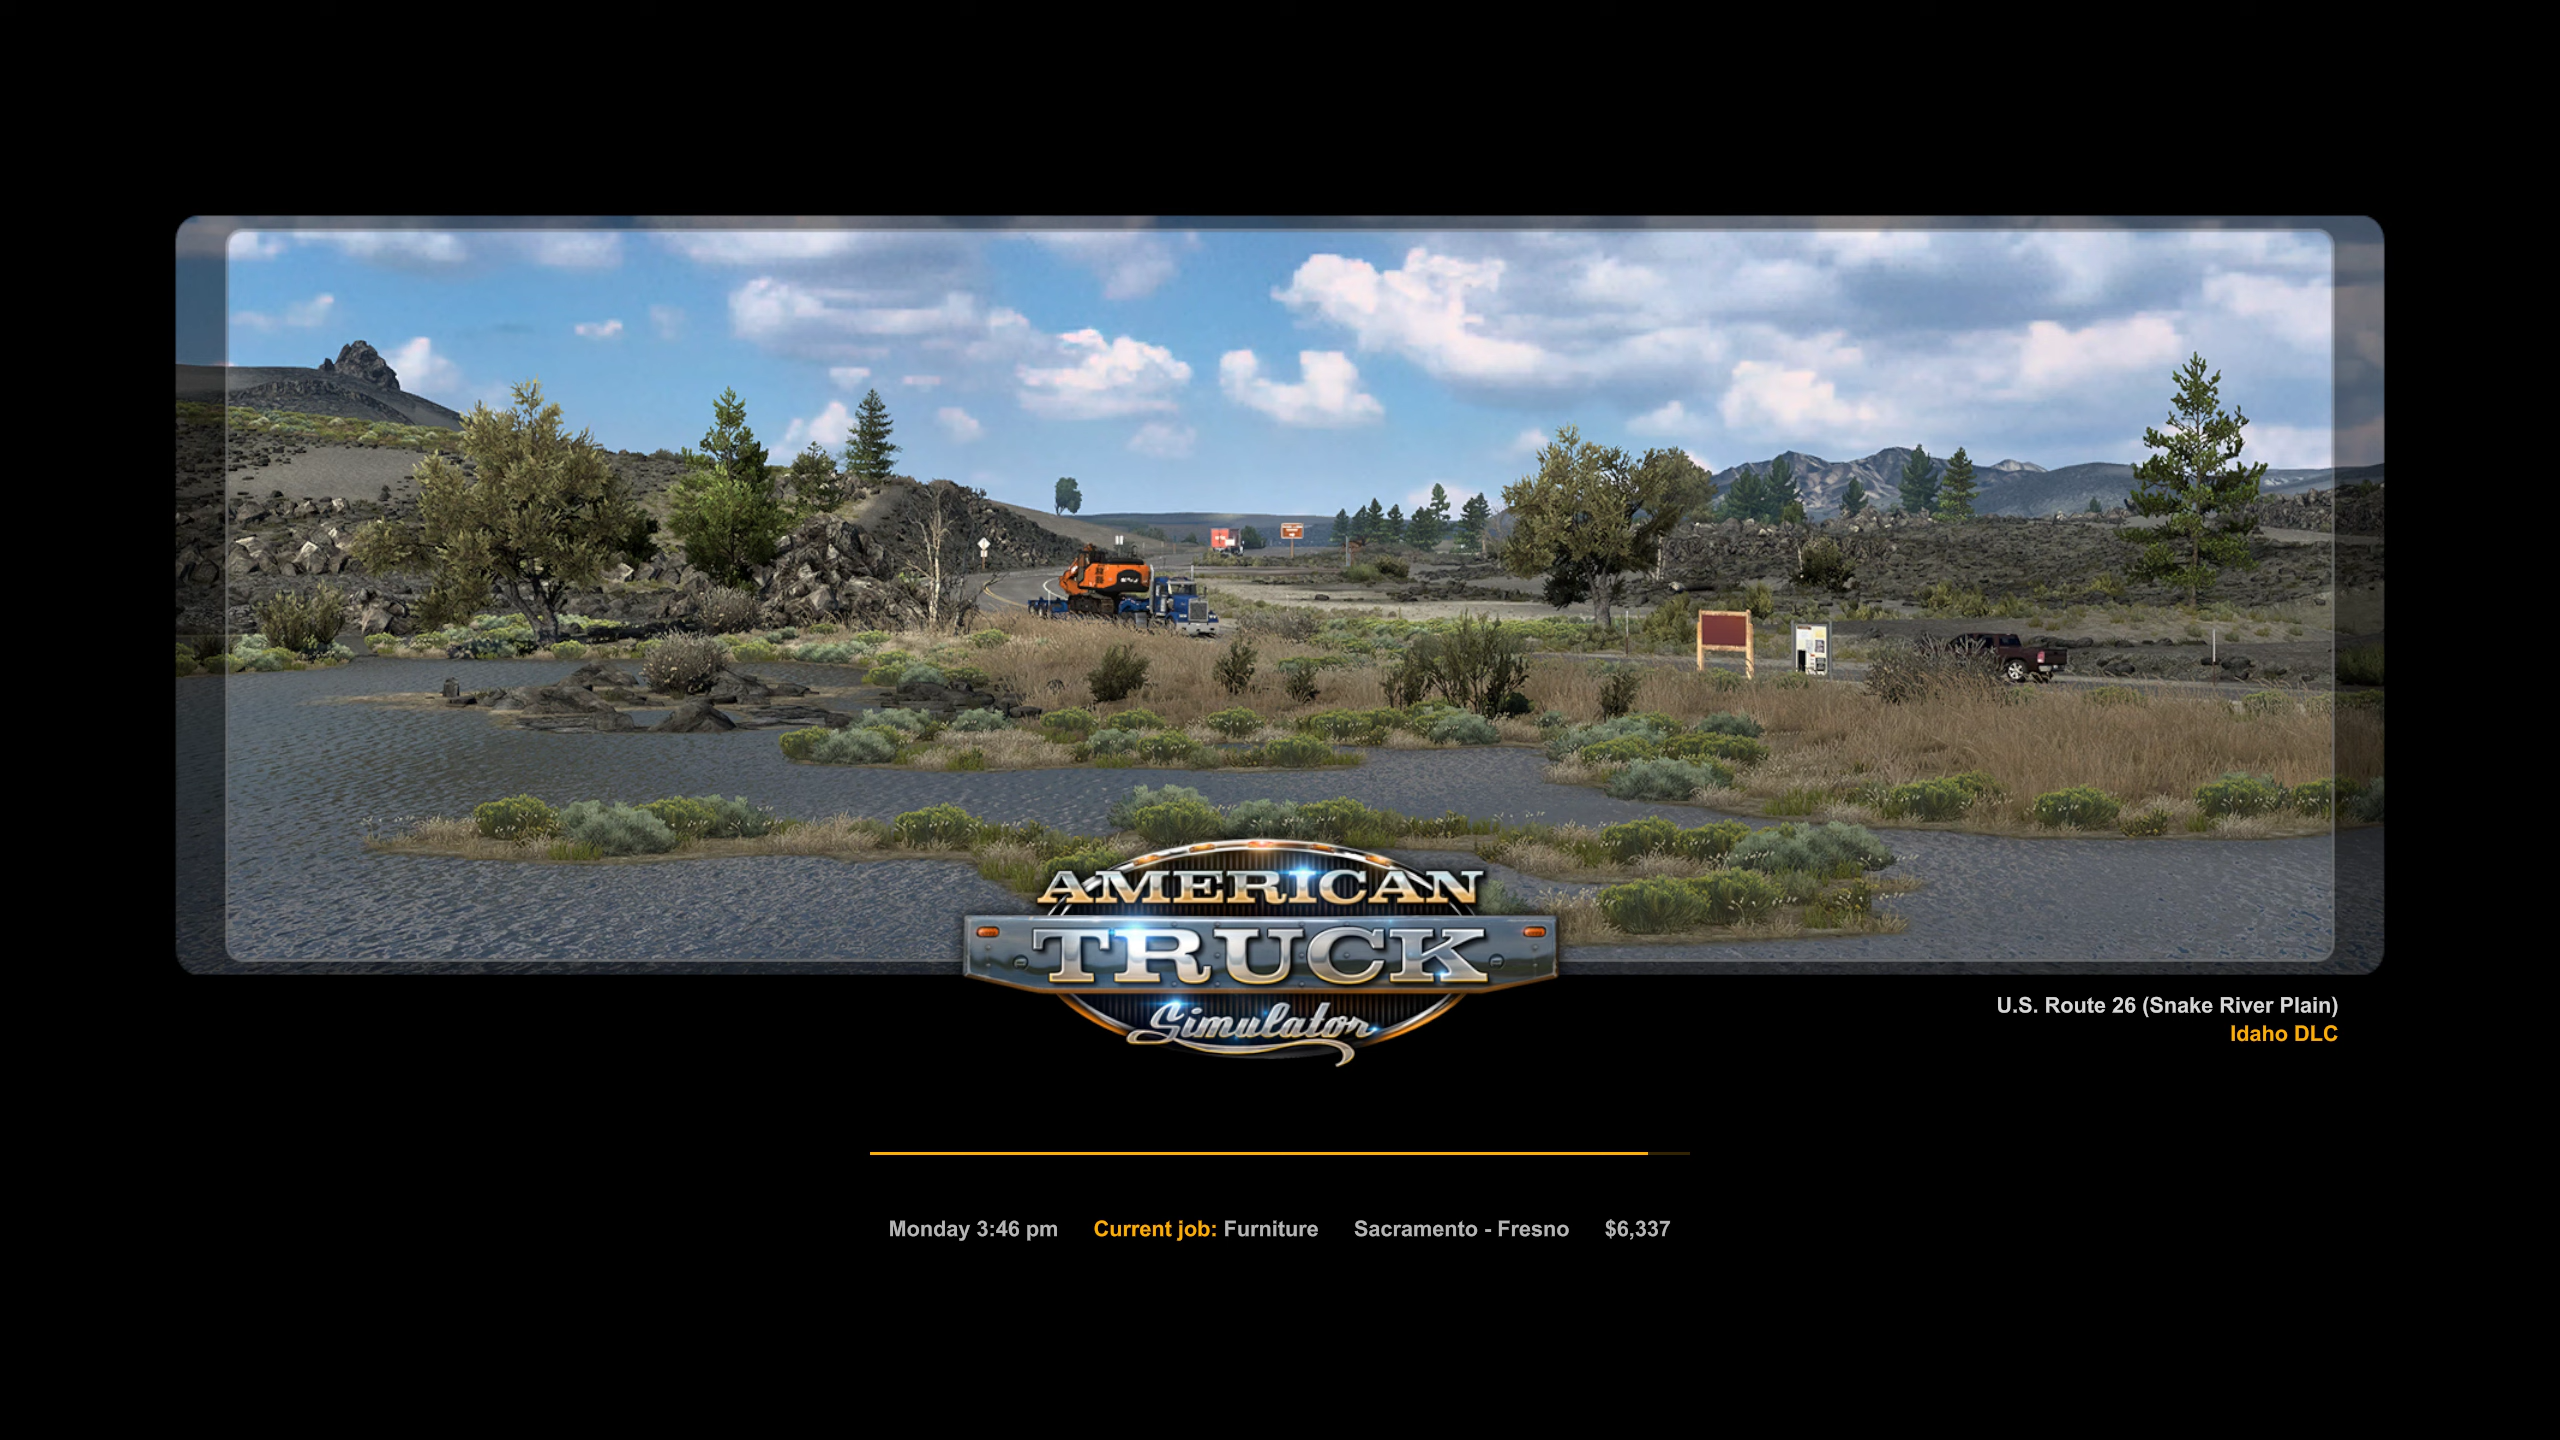 AMERICAN
TRUCK
Simulator
U.S. Route 26 (Snake River Plain)
Idaho DLC
Monday 3:46 pm Current job: Furniture Sacramento - Fresno $6,337